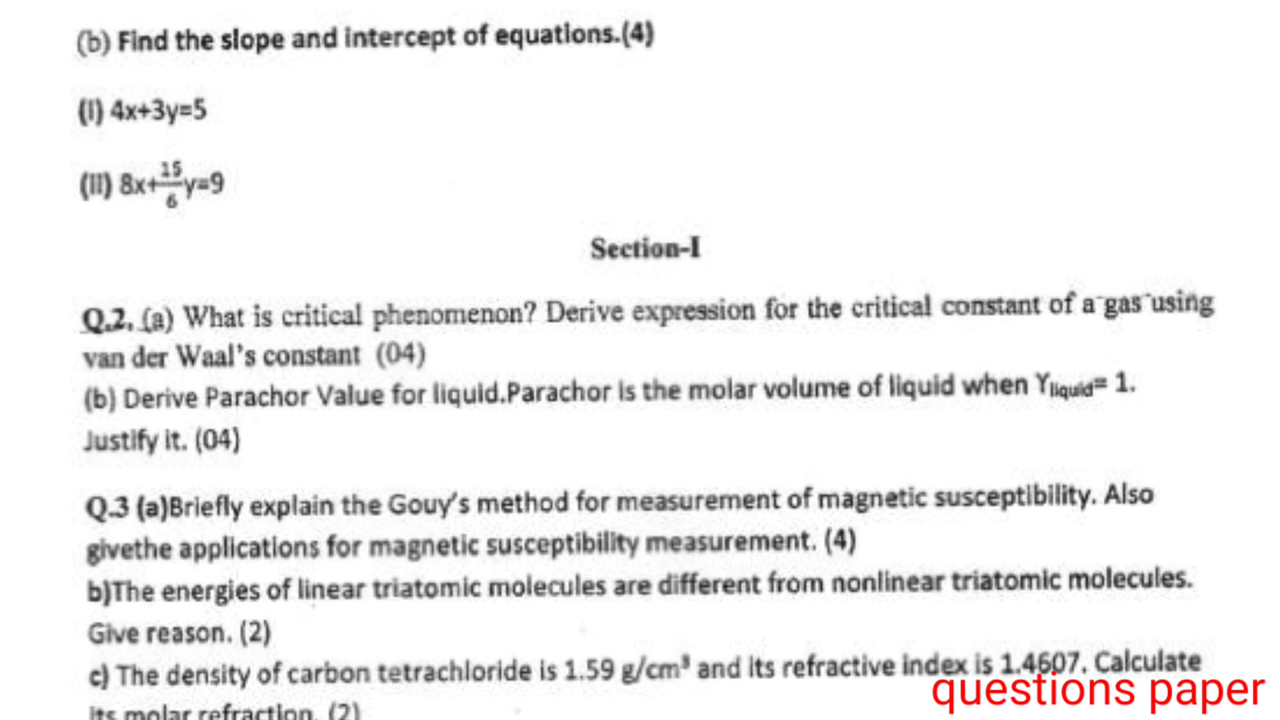 (b) Find the slope and intercept of equations.(4)
(I) 4x+3y=5
(II) 8x+15/6y=9
Section-I
Q.2. (a) What is critical phenomenon? Derive expression for the critical constant of a gas using
van der Waal's constant (04)
(b) Derive Parachor Value for liquid.Parachor is the molar volume of liquid when Yliquid= 1.
Justify it. (04)
Q.3 (a)Briefly explain the Gouy's method for measurement of magnetic susceptibility. Also
givethe applications for magnetic susceptibility measurement. (4)
b)The energies of linear triatomic molecules are different from nonlinear triatomic molecules.
Give reason. (2)
c) The density of carbon tetrachloride is 1.59 g/cm³ and its refractive index is 1.4607. Calculate
its molar refraction. (2)
questions paper